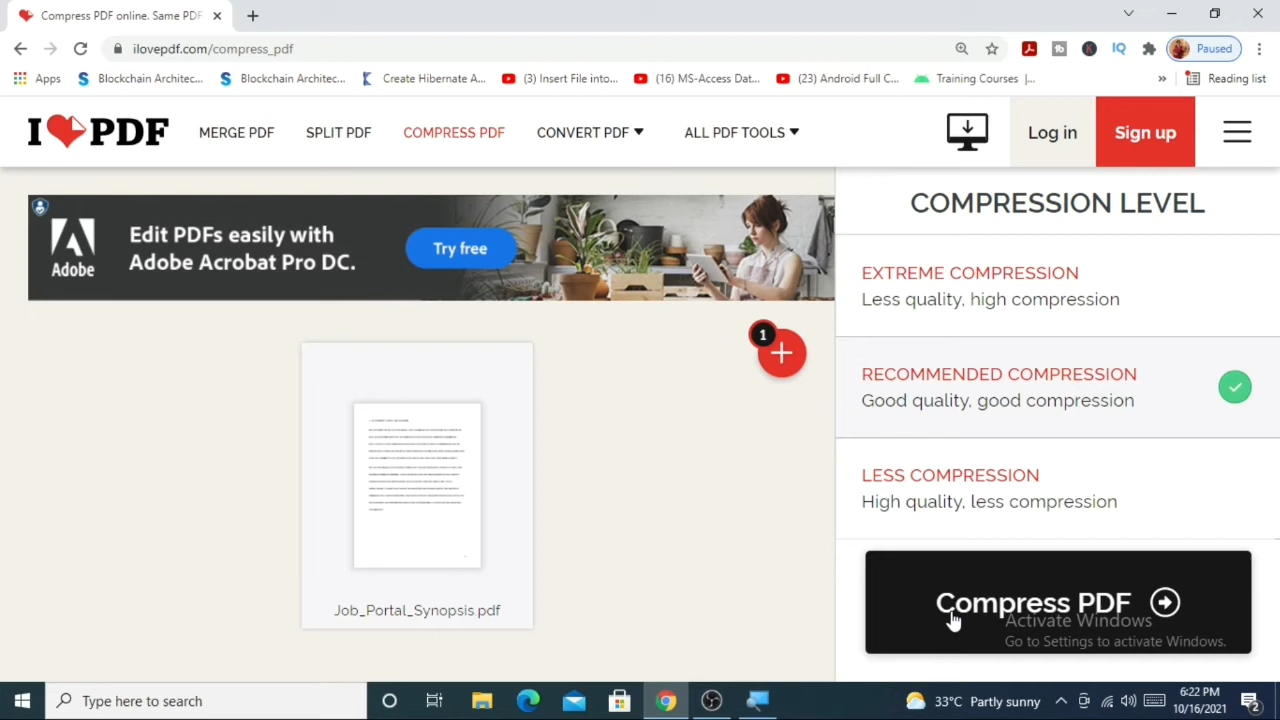 Compress PDF online. Same PDF
ilovepdf.com/compress_pdf
Paused
Apps
Blockchain Architec...
Blockchain Architec...
Create Hibernate A...
(3) Insert File into...
(16) MS-Access Dat...
(23) Android Full C...
Training Courses |...
»
Reading list
I PDF
MERGE PDF
SPLIT PDF
COMPRESS PDF
CONVERT PDF
ALL PDF TOOLS
Log in
Sign up
Adobe
Edit PDFs easily with
Adobe Acrobat Pro DC.
Try free
1
Job_Portal_Synopsis.pdf
COMPRESSION LEVEL
EXTREME COMPRESSION
Less quality, high compression
RECOMMENDED COMPRESSION
Good quality, good compression
LESS COMPRESSION
High quality, less compression
Compress PDF
Activate Windows
Go to Settings to activate Windows.
Type here to search
33°C Partly sunny
6:22 PM
10/16/2021
2